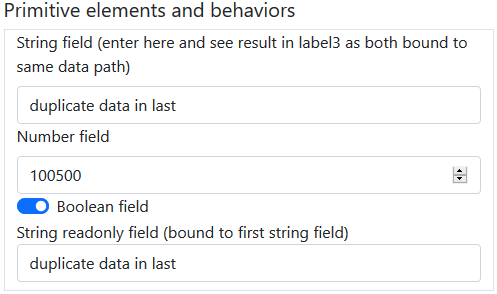 Primitive elements and behaviors
String field (enter here and see result in label3 as both bound to
same data path)
duplicate data in last
Number field
100500
Boolean field
String readonly field (bound to first string field)
duplicate data in last